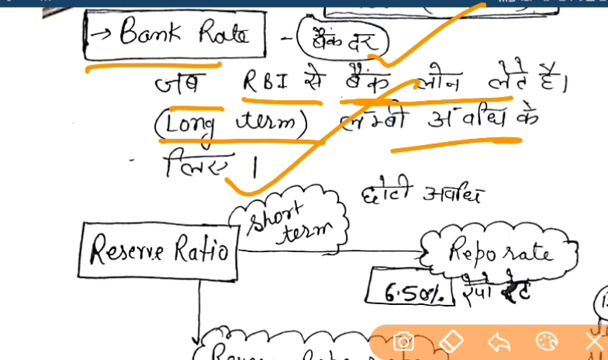 → Bank Rate - बैंक दर
जब RBI से बैंक लोन लेते है।
(Long term) लम्बी अवधि के
लिए।
छोटी अवधि
Short term
Reserve Ratio
Repo rate
6.50% रेपो रेट